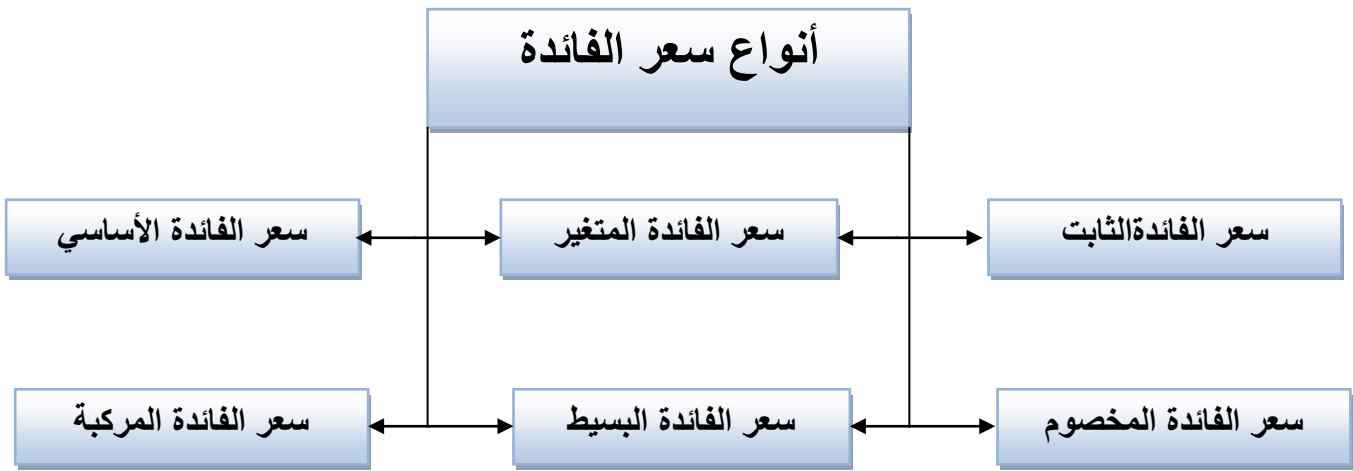 أنواع سعر الفائدة
سعر الفائدةالثابت
سعر الفائدة المتغير
سعر الفائدة الأساسي
سعر الفائدة المخصوم
سعر الفائدة البسيط
سعر الفائدة المركبة